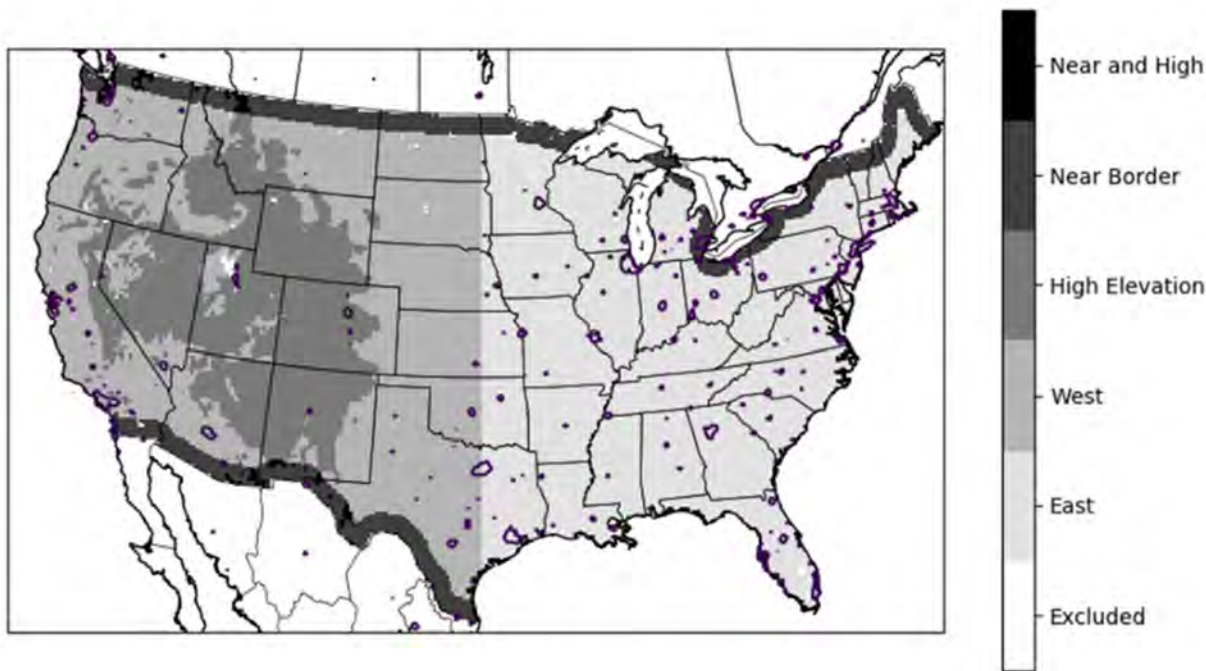 Near and High
Near Border
High Elevation
West
East
Excluded